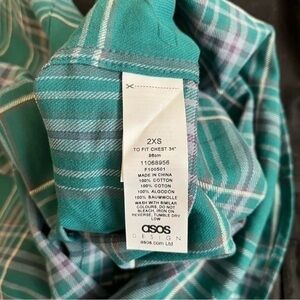 2XS
TO FIT CHEST 34"
86cm
11068956
F100501
MADE IN CHINA
100% COTTON
100% COTON
100% ALGODÓN
100% BAUMWOLLE
WASH WITH SIMILAR
COLOURS, DO NOT
BLEACH, IRON ON
REVERSE, TUMBLE DRY
LOW
asos
DESIGN
asos.com Ltd